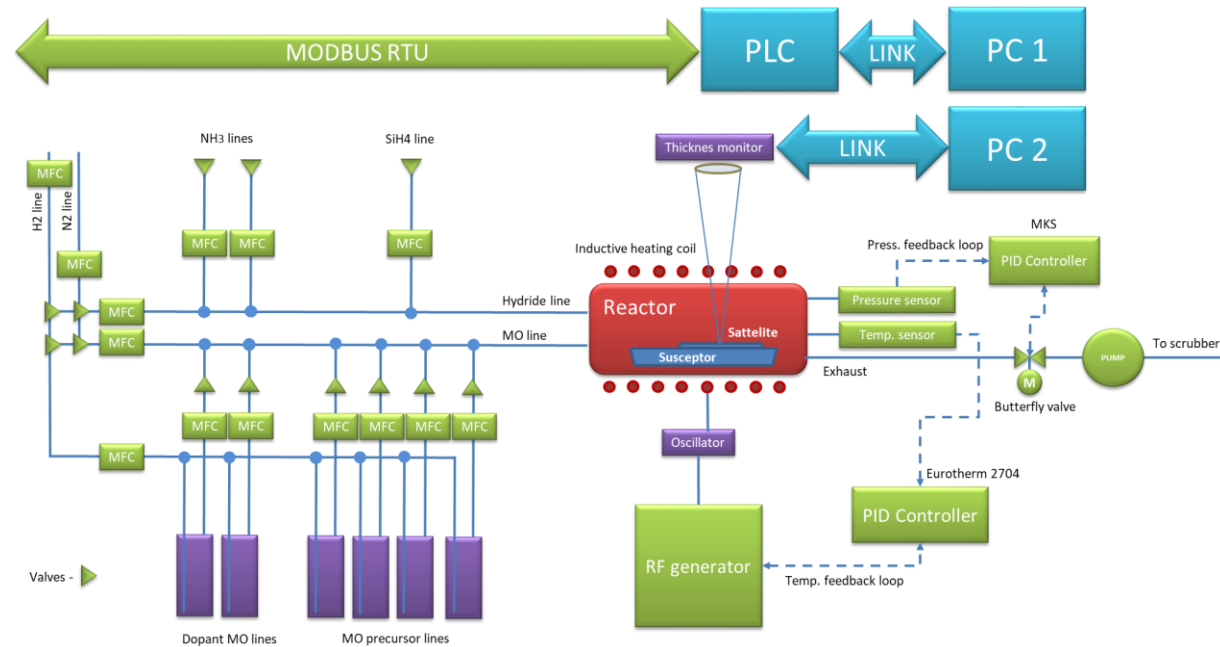 MODBUS RTU
PLC
LINK
PC 1
Thicknes monitor
LINK
PC 2
NH3 lines
SiH4 line
MFC
H2 line
N2 line
MFC
MFC
MFC
MFC
MKS
Press. feedback loop
PID Controller
Inductive heating coil
Hydride line
MFC
Reactor
Pressure sensor
MO line
MFC
Sattelite
Susceptor
Temp. sensor
Exhaust
PUMP
To scrubber
M
Butterfly valve
MFC
MFC
MFC
MFC
MFC
MFC
Oscillator
MFC
Eurotherm 2704
PID Controller
RF generator
Temp. feedback loop
Valves -
Dopant MO lines
MO precursor lines